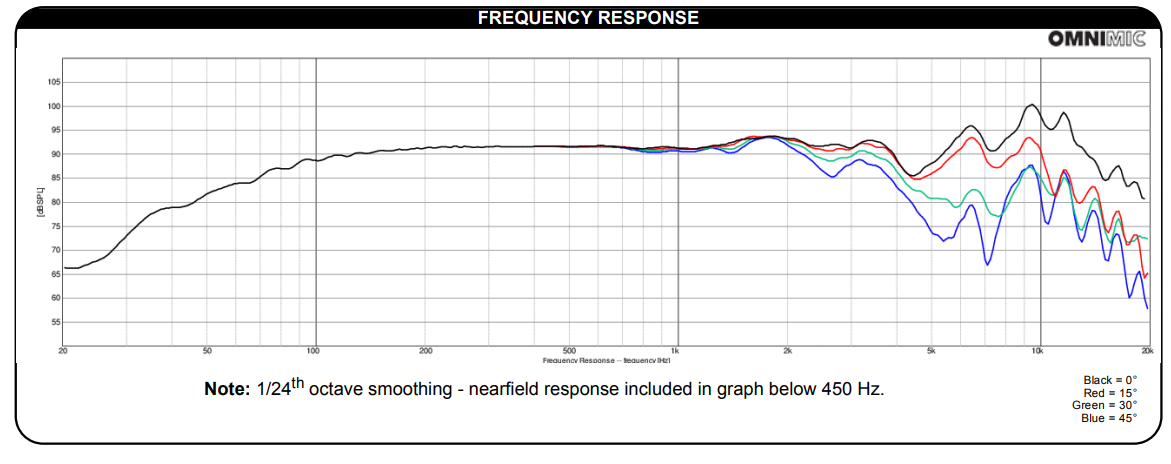 FREQUENCY RESPONSE
OMNIMIC
105
100
95
90
85
80
75
70
65
60
55
[dBSPL]
20 50 100 200 500 1k 2k 5k 10k 20k
Frequency Response -- frequency [Hz]
Note: 1/24th octave smoothing - nearfield response included in graph below 450 Hz.
Black = 0°
Red = 15°
Green = 30°
Blue = 45°